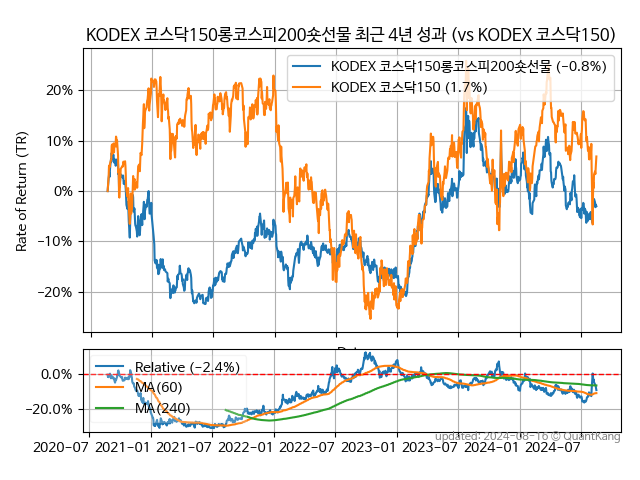 KODEX 코스닥150롱코스피200숏선물 최근 4년 성과 (vs KODEX 코스닥150)
KODEX 코스닥150롱코스피200숏선물 (−0.8%)
KODEX 코스닥150 (1.7%)
Rate of Return (TR)
20%
10%
0%
−10%
−20%
Relative (−2.4%)
MA(60)
MA(240)
0.0%
−20.0%
updated: 2024-08-16 © QuantKang
2020-07 2021-01 2021-07 2022-01 2022-07 2023-01 2023-07 2024-01 2024-07